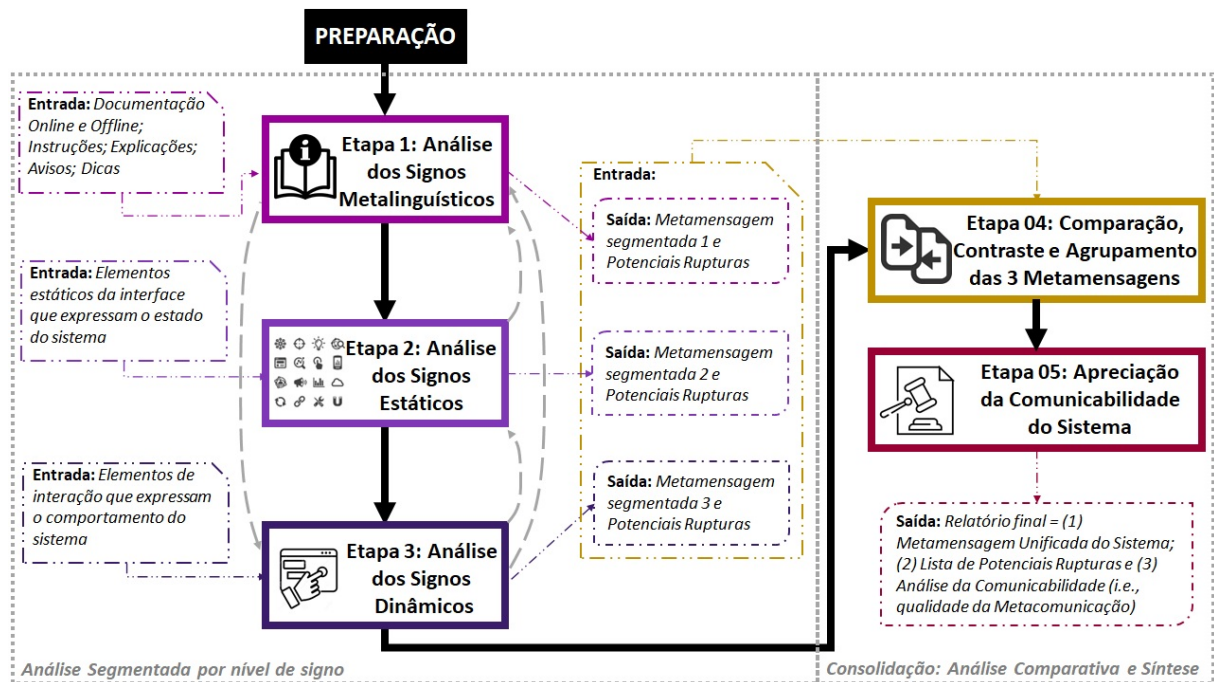 PREPARAÇÃO
Entrada: Documentação
Online e Offline;
Instruções; Explicações;
Avisos; Dicas
Etapa 1: Análise
dos Signos
Metalinguísticos
Entrada:
Saída: Metamensagem
segmentada 1 e
Potenciais Rupturas
Entrada: Elementos
estáticos da interface
que expressam o estado
do sistema
Etapa 2: Análise
dos Signos
Estáticos
Saída: Metamensagem
segmentada 2 e
Potenciais Rupturas
Entrada: Elementos de
interação que expressam
o comportamento do
sistema
Etapa 3: Análise
dos Signos
Dinâmicos
Saída: Metamensagem
segmentada 3 e
Potenciais Rupturas
Análise Segmentada por nível de signo
Etapa 04: Comparação,
Contraste e Agrupamento
das 3 Metamensagens
Etapa 05: Apreciação
da Comunicabilidade
do Sistema
Saída: Relatório final = (1)
Metamensagem Unificada do Sistema;
(2) Lista de Potenciais Rupturas e (3)
Análise da Comunicabilidade (i.e.,
qualidade da Metacomunicação)
Consolidação: Análise Comparativa e Síntese